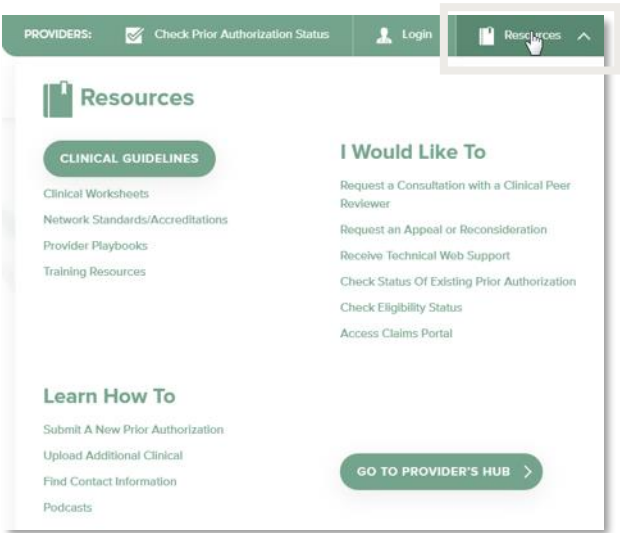 PROVIDERS:
Check Prior Authorization Status
Login
Resources
Resources
CLINICAL GUIDELINES
Clinical Worksheets
Network Standards/Accreditations
Provider Playbooks
Training Resources
I Would Like To
Request a Consultation with a Clinical Peer
Reviewer
Request an Appeal or Reconsideration
Receive Technical Web Support
Check Status Of Existing Prior Authorization
Check Eligibility Status
Access Claims Portal
Learn How To
Submit A New Prior Authorization
Upload Additional Clinical
Find Contact Information
Podcasts
GO TO PROVIDER'S HUB